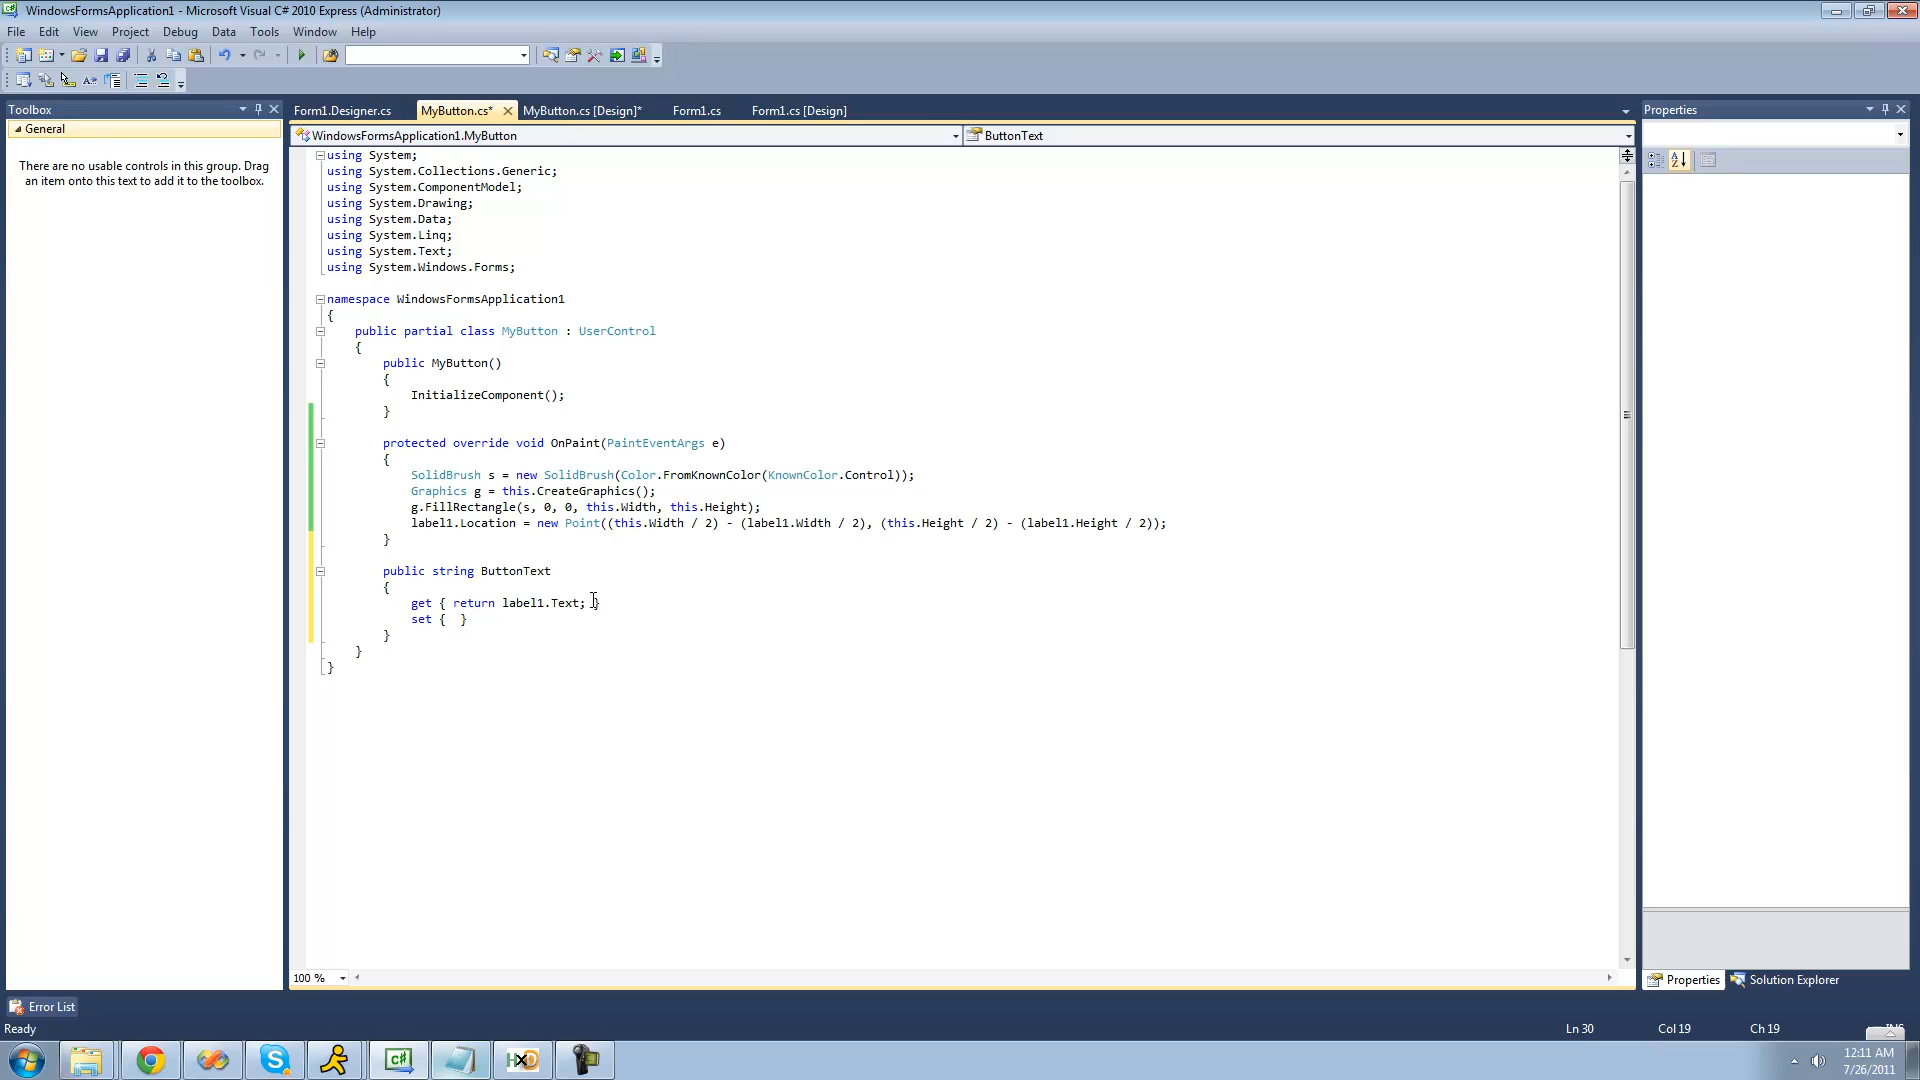 WindowsFormsApplication1 - Microsoft Visual C# 2010 Express (Administrator)
File Edit View Project Debug Data Tools Window Help
Toolbox
General
There are no usable controls in this group. Drag
an item onto this text to add it to the toolbox.
Form1.Designer.cs MyButton.cs* MyButton.cs [Design]* Form1.cs Form1.cs [Design]
WindowsFormsApplication1.MyButton ButtonText
using System;
using System.Collections.Generic;
using System.ComponentModel;
using System.Drawing;
using System.Data;
using System.Linq;
using System.Text;
using System.Windows.Forms;
namespace WindowsFormsApplication1
{
public partial class MyButton : UserControl
{
public MyButton()
{
InitializeComponent();
}
protected override void OnPaint(PaintEventArgs e)
{
SolidBrush s = new SolidBrush(Color.FromKnownColor(KnownColor.Control));
Graphics g = this.CreateGraphics();
g.FillRectangle(s, 0, 0, this.Width, this.Height);
label1.Location = new Point((this.Width / 2) - (label1.Width / 2), (this.Height / 2) - (label1.Height / 2));
}
public string ButtonText
{
get { return label1.Text; }
set {  }
}
}
}
100 %
Properties
Properties Solution Explorer
Error List
Ready Ln 30 Col 19 Ch 19
12:11 AM
7/26/2011